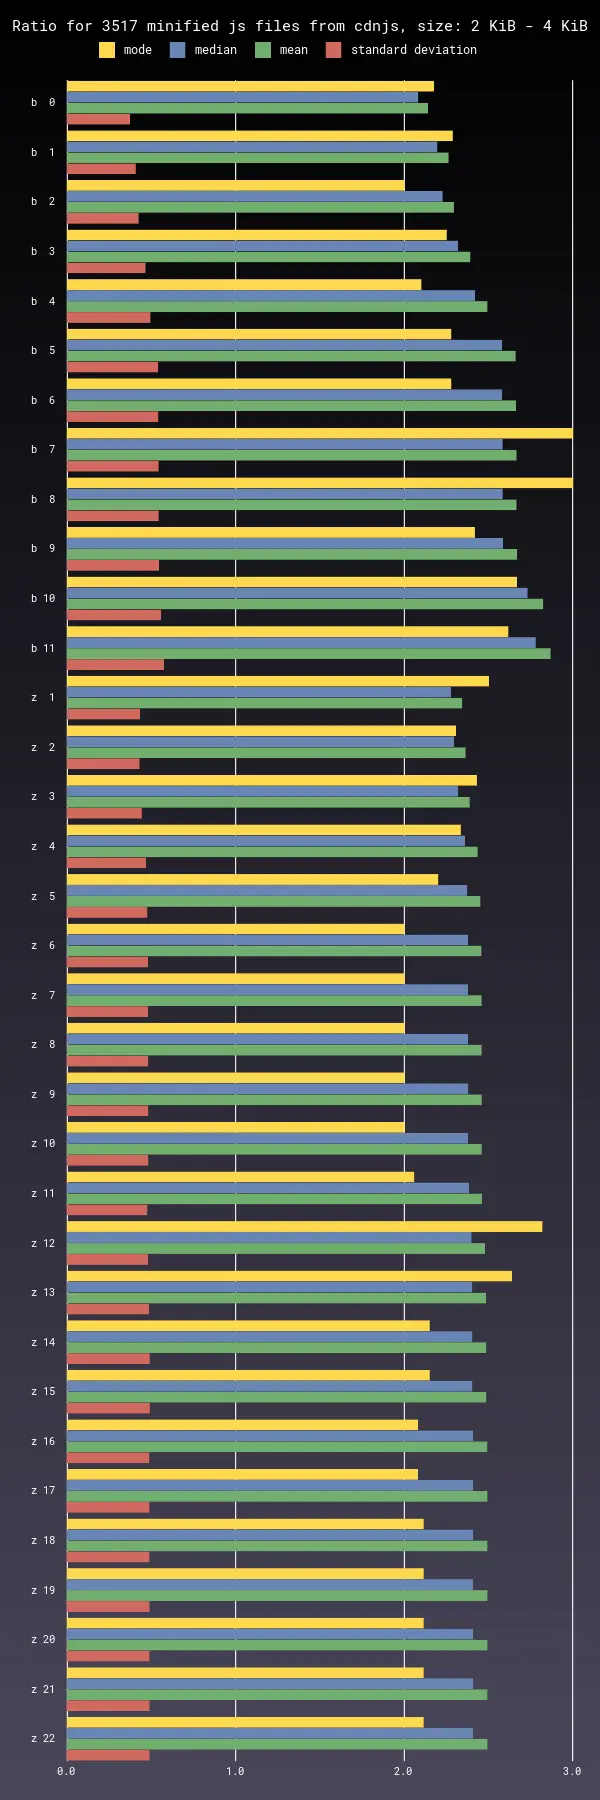 Ratio for 3517 minified js files from cdnjs, size: 2 KiB - 4 KiB
mode median mean standard deviation
b 0
b 1
b 2
b 3
b 4
b 5
b 6
b 7
b 8
b 9
b 10
b 11
z 1
z 2
z 3
z 4
z 5
z 6
z 7
z 8
z 9
z 10
z 11
z 12
z 13
z 14
z 15
z 16
z 17
z 18
z 19
z 20
z 21
z 22
0.0 1.0 2.0 3.0